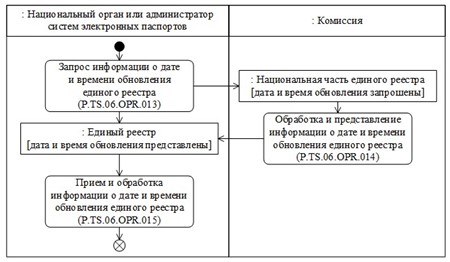 : Национальный орган или администратор
систем электронных паспортов
: Комиссия
Запрос информации о дате
и времени обновления
единого реестра
(P.TS.06.OPR.013)
: Национальная часть единого реестра
[дата и время обновления запрошены]
: Единый реестр
[дата и время обновления представлены]
Обработка и представление
информации о дате и времени
обновления единого реестра
(P.TS.06.OPR.014)
Прием и обработка
информации о дате и времени
обновления единого реестра
(P.TS.06.OPR.015)